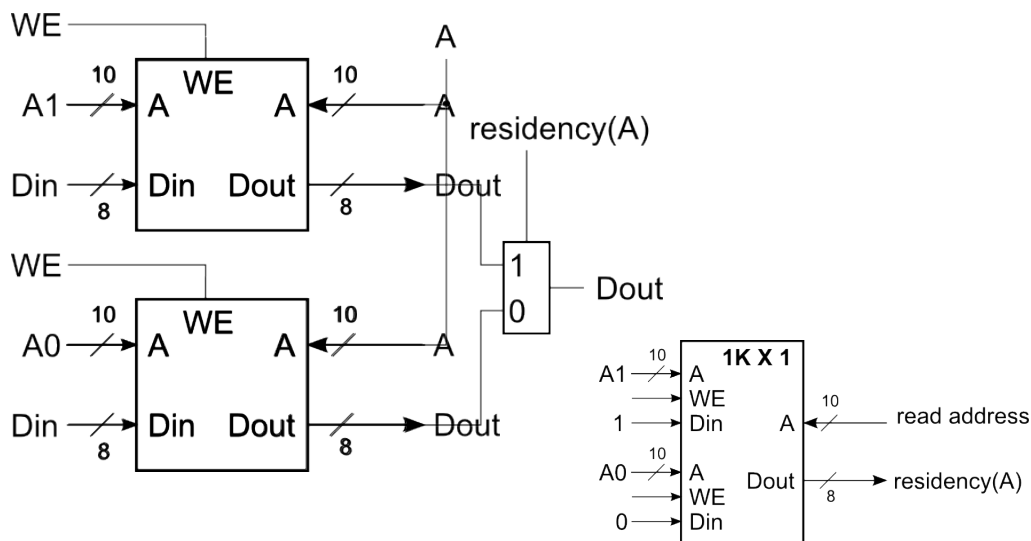 WE
A
10
WE
10
A1
A
A
A
residency(A)
Din
Din
Dout
Dout
8
8
WE
1
Dout
0
10
WE
10
A0
A
A
A
1K X 1
10
A1
A
WE
10
Din
Din
Dout
Dout
1
Din
A
read address
8
8
10
A0
A
Dout
residency(A)
WE
8
0
Din